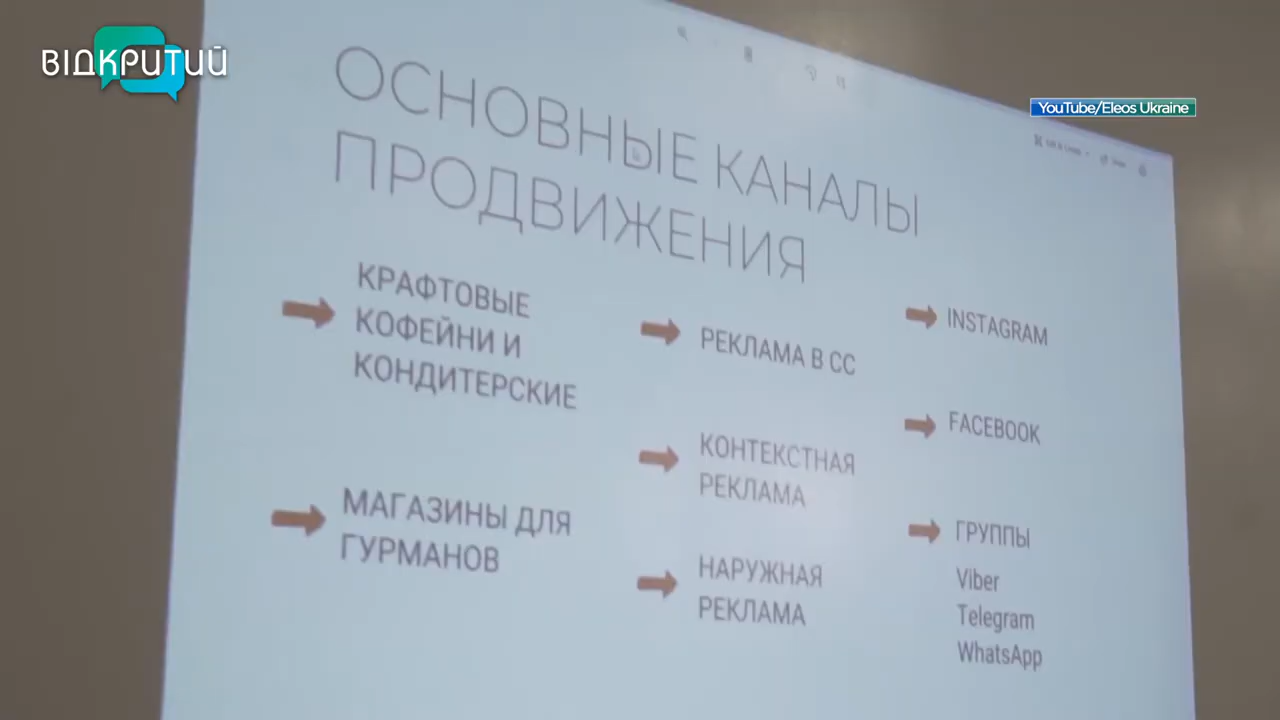 ВІДКРИТИЙ
YouTube/Eleos Ukraine
ОСНОВНЫЕ КАНАЛЫ
ПРОДВИЖЕНИЯ
КРАФТОВЫЕ
КОФЕЙНИ И
КОНДИТЕРСКИЕ
МАГАЗИНЫ ДЛЯ
ГУРМАНОВ
РЕКЛАМА В СС
КОНТЕКСТНАЯ
РЕКЛАМА
НАРУЖНАЯ
РЕКЛАМА
INSTAGRAM
FACEBOOK
ГРУППЫ
Viber
Telegram
WhatsApp